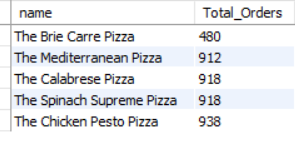 name Total_Orders
The Brie Carre Pizza 480
The Mediterranean Pizza 912
The Calabrese Pizza 918
The Spinach Supreme Pizza 918
The Chicken Pesto Pizza 938